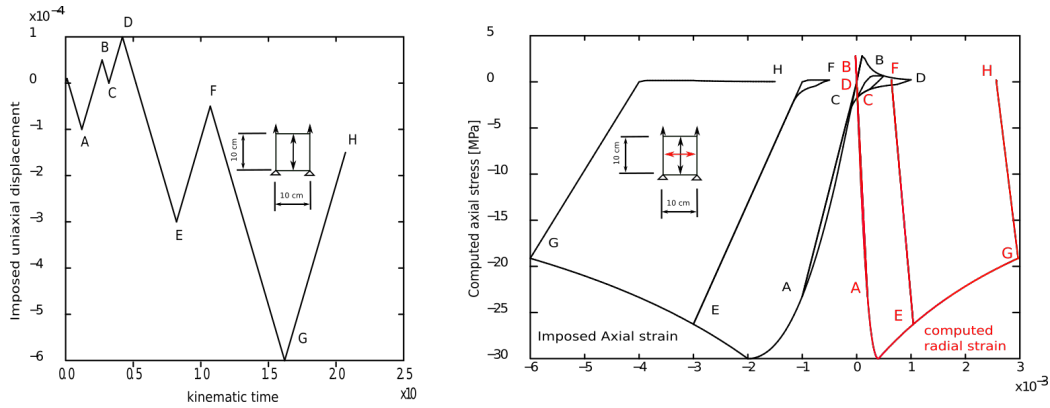 x10⁻⁴
1
0
−1
−2
−3
−4
−5
−6
0.0
0.5
1.0
1.5
2.0
2.5
x10
kinematic time
Imposed uniaxial displacement
A
B
C
D
E
F
G
H
10 cm
10 cm
5
0
−5
−10
−15
−20
−25
−30
−6
−5
−4
−3
−2
−1
0
1
2
3
x10⁻³
Computed axial stress [MPa]
H
F
B
D
C
G
E
A
B
D
C
F
H
A
E
G
10 cm
10 cm
Imposed Axial strain
computed
radial strain